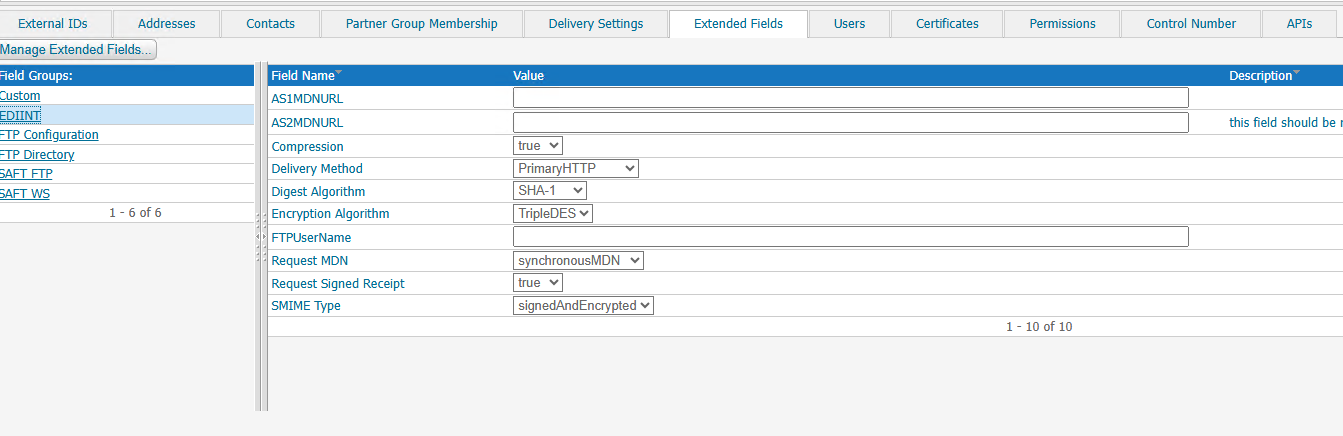 External IDs Addresses Contacts Partner Group Membership Delivery Settings Extended Fields Users Certificates Permissions Control Number APIs
Manage Extended Fields...
Field Groups:
Custom
EDIINT
FTP Configuration
FTP Directory
SAFT FTP
SAFT WS
1 - 6 of 6
Field Name Value Description
AS1MDNURL
AS2MDNURL this field should be
Compression true
Delivery Method PrimaryHTTP
Digest Algorithm SHA-1
Encryption Algorithm TripleDES
FTPUserName
Request MDN synchronousMDN
Request Signed Receipt true
SMIME Type signedAndEncrypted
1 - 10 of 10